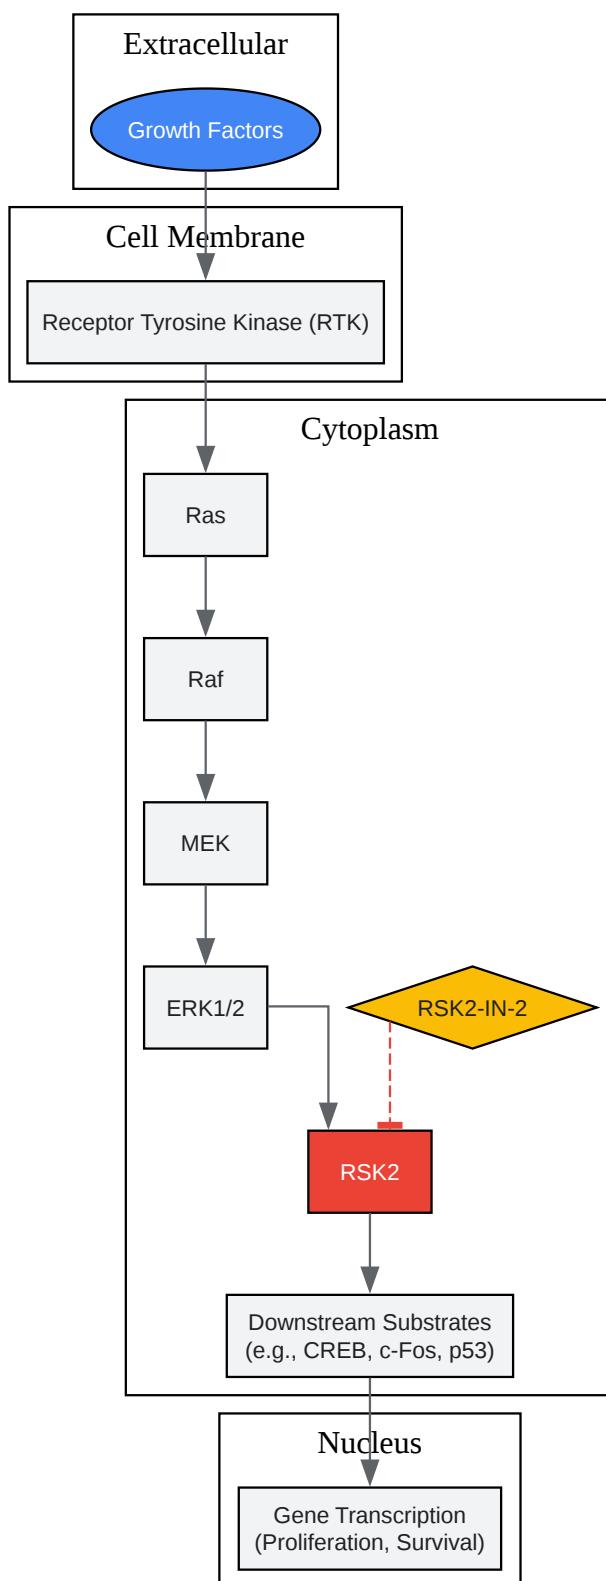 Extracellular
Growth Factors
Cell Membrane
Receptor Tyrosine Kinase (RTK)
Cytoplasm
Ras
Raf
MEK
ERK1/2
RSK2-IN-2
RSK2
Downstream Substrates
(e.g., CREB, c-Fos, p53)
Nucleus
Gene Transcription
(Proliferation, Survival)